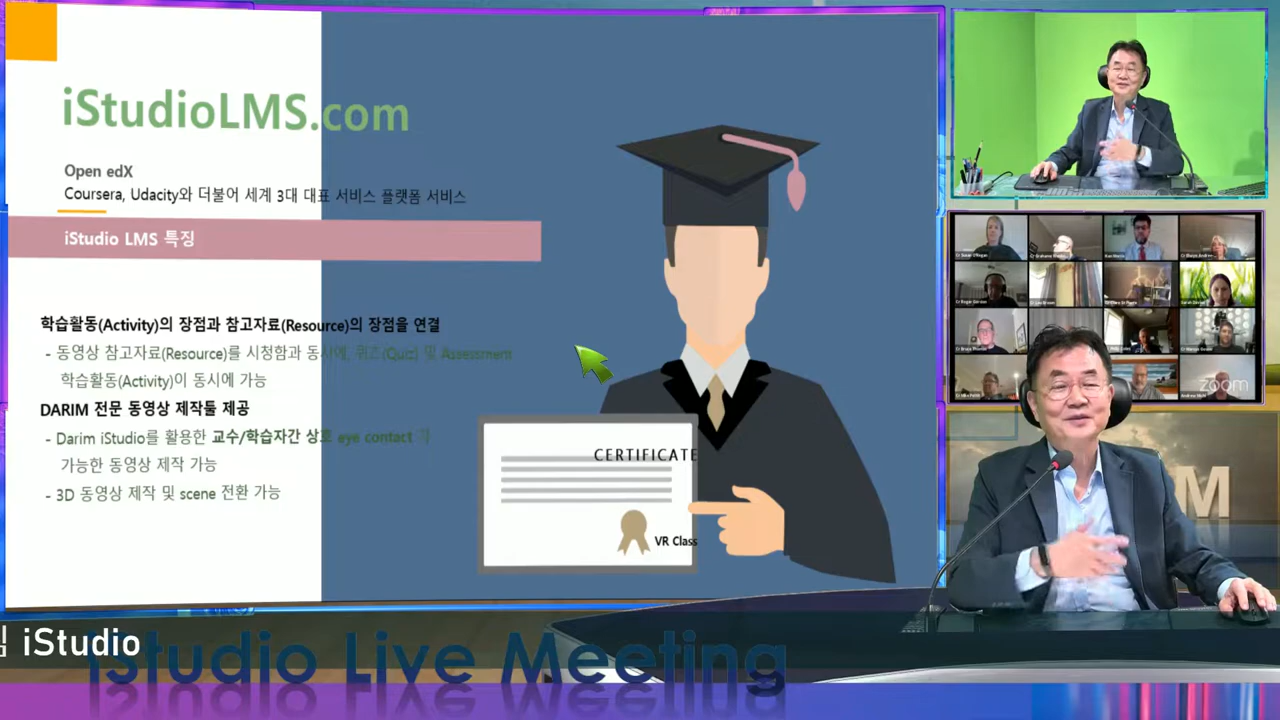 iStudioLMS.com
Open edX
Coursera, Udacity와 더불어 세계 3대 대표 서비스 플랫폼 서비스
iStudio LMS 특징
학습활동(Activity)의 장점과 참고자료(Resource)의 장점을 연결
- 동영상 참고자료(Resource)를 시청함과 동시에, 퀴즈(Quiz) 및 Assessment
학습활동(Activity)이 동시에 가능
DARIM 전문 동영상 제작툴 제공
- Darim iStudio를 활용한 교수/학습자간 상호 eye contact 가
가능한 동영상 제작 가능
- 3D 동영상 제작 및 scene 전환 가능
CERTIFICATE
VR Class
zoom
M
iStudio
iStudio Live Meeting